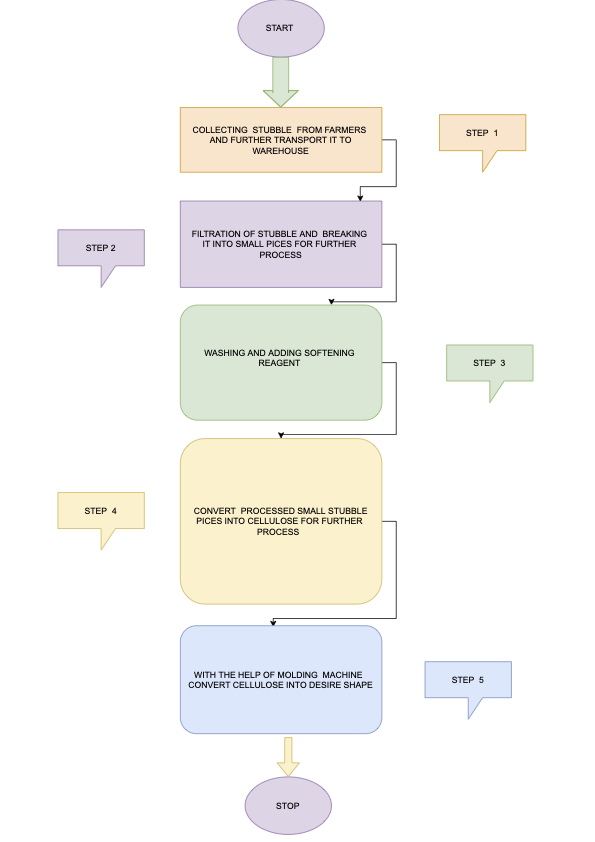 START
COLLECTING STUBBLE FROM FARMERS
AND FURTHER TRANSPORT IT TO
WAREHOUSE
STEP 1
FILTRATION OF STUBBLE AND BREAKING
IT INTO SMALL PICES FOR FURTHER
PROCESS
STEP 2
WASHING AND ADDING SOFTENING
REAGENT
STEP 3
CONVERT PROCESSED SMALL STUBBLE
PICES INTO CELLULOSE FOR FURTHER
PROCESS
STEP 4
WITH THE HELP OF MOLDING MACHINE
CONVERT CELLULOSE INTO DESIRE SHAPE
STEP 5
STOP